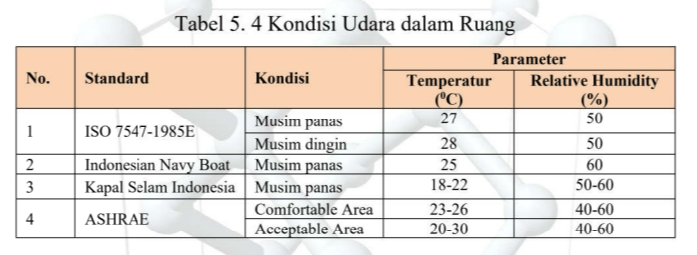 Tabel 5. 4 Kondisi Udara dalam Ruang
No. Standard Kondisi Parameter
Temperatur (⁰C) Relative Humidity (%)
1 ISO 7547-1985E Musim panas 27 50
Musim dingin 28 50
2 Indonesian Navy Boat Musim panas 25 60
3 Kapal Selam Indonesia Musim panas 18-22 50-60
4 ASHRAE Comfortable Area 23-26 40-60
Acceptable Area 20-30 40-60